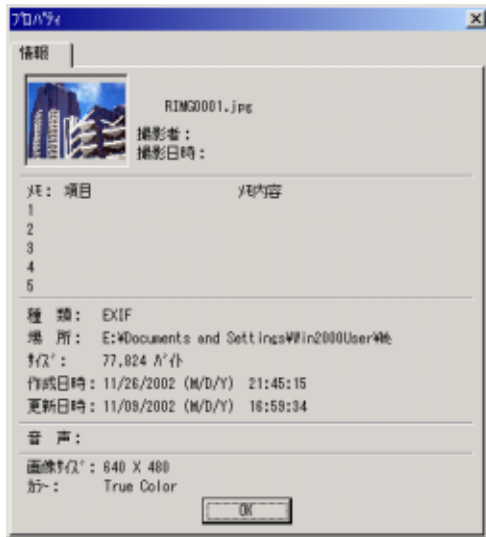 プロパティ
情報
RIMG0001.jpg
撮影者：
撮影日時：
ﾒﾓ： 項目 ﾒﾓ内容
1
2
3
4
5
種 類： EXIF
場 所： E:¥Documents and Settings¥Win2000User¥
ｻｲｽﾞ： 77,824 ﾊﾞｲﾄ
作成日時：11/26/2002 (M/D/Y) 21:45:15
更新日時：11/09/2002 (M/D/Y) 16:59:34
音 声：
画像ｻｲｽﾞ：640 X 480
ｶﾗｰ： True Color
OK